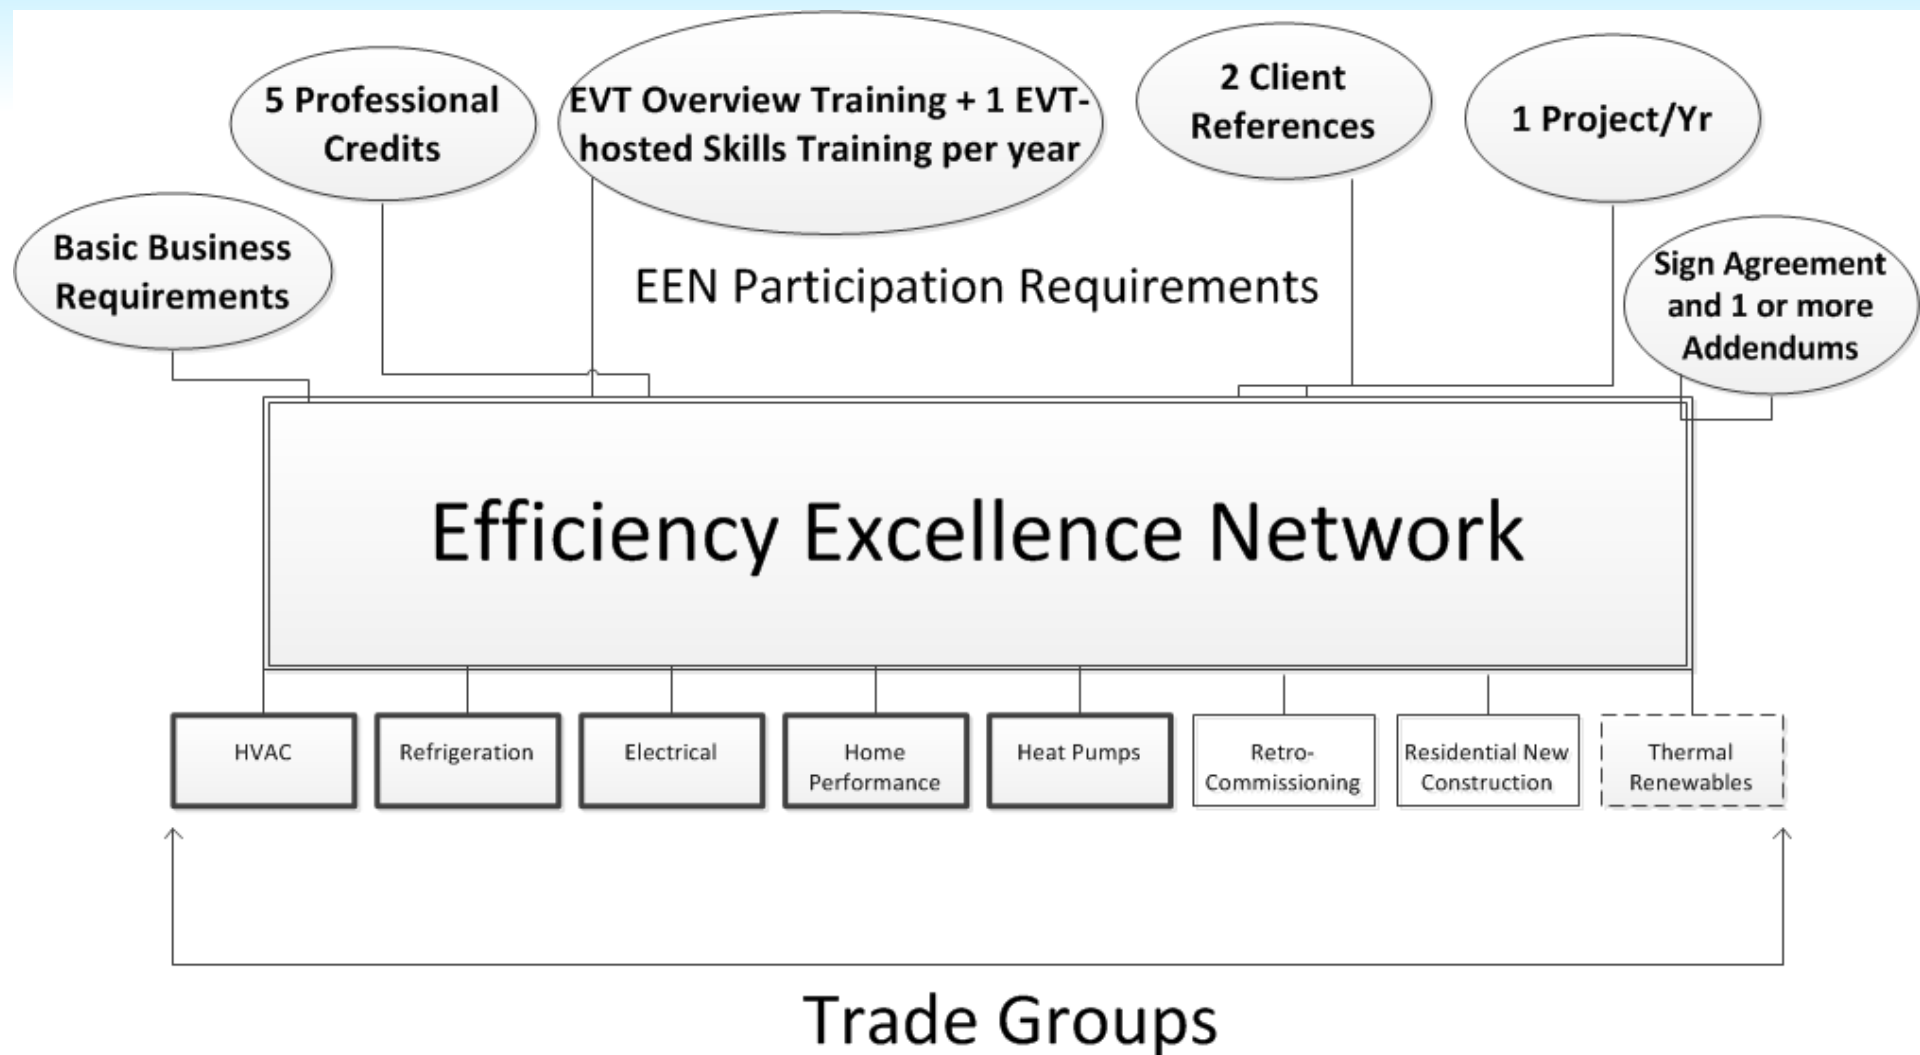 5 Professional
Credits
EVT Overview Training + 1 EVT-
hosted Skills Training per year
2 Client
References
1 Project/Yr
Basic Business
Requirements
EEN Participation Requirements
Sign Agreement
and 1 or more
Addendums
Efficiency Excellence Network
HVAC
Refrigeration
Electrical
Home
Performance
Heat Pumps
Retro-
Commissioning
Residential New
Construction
Thermal
Renewables
Trade Groups